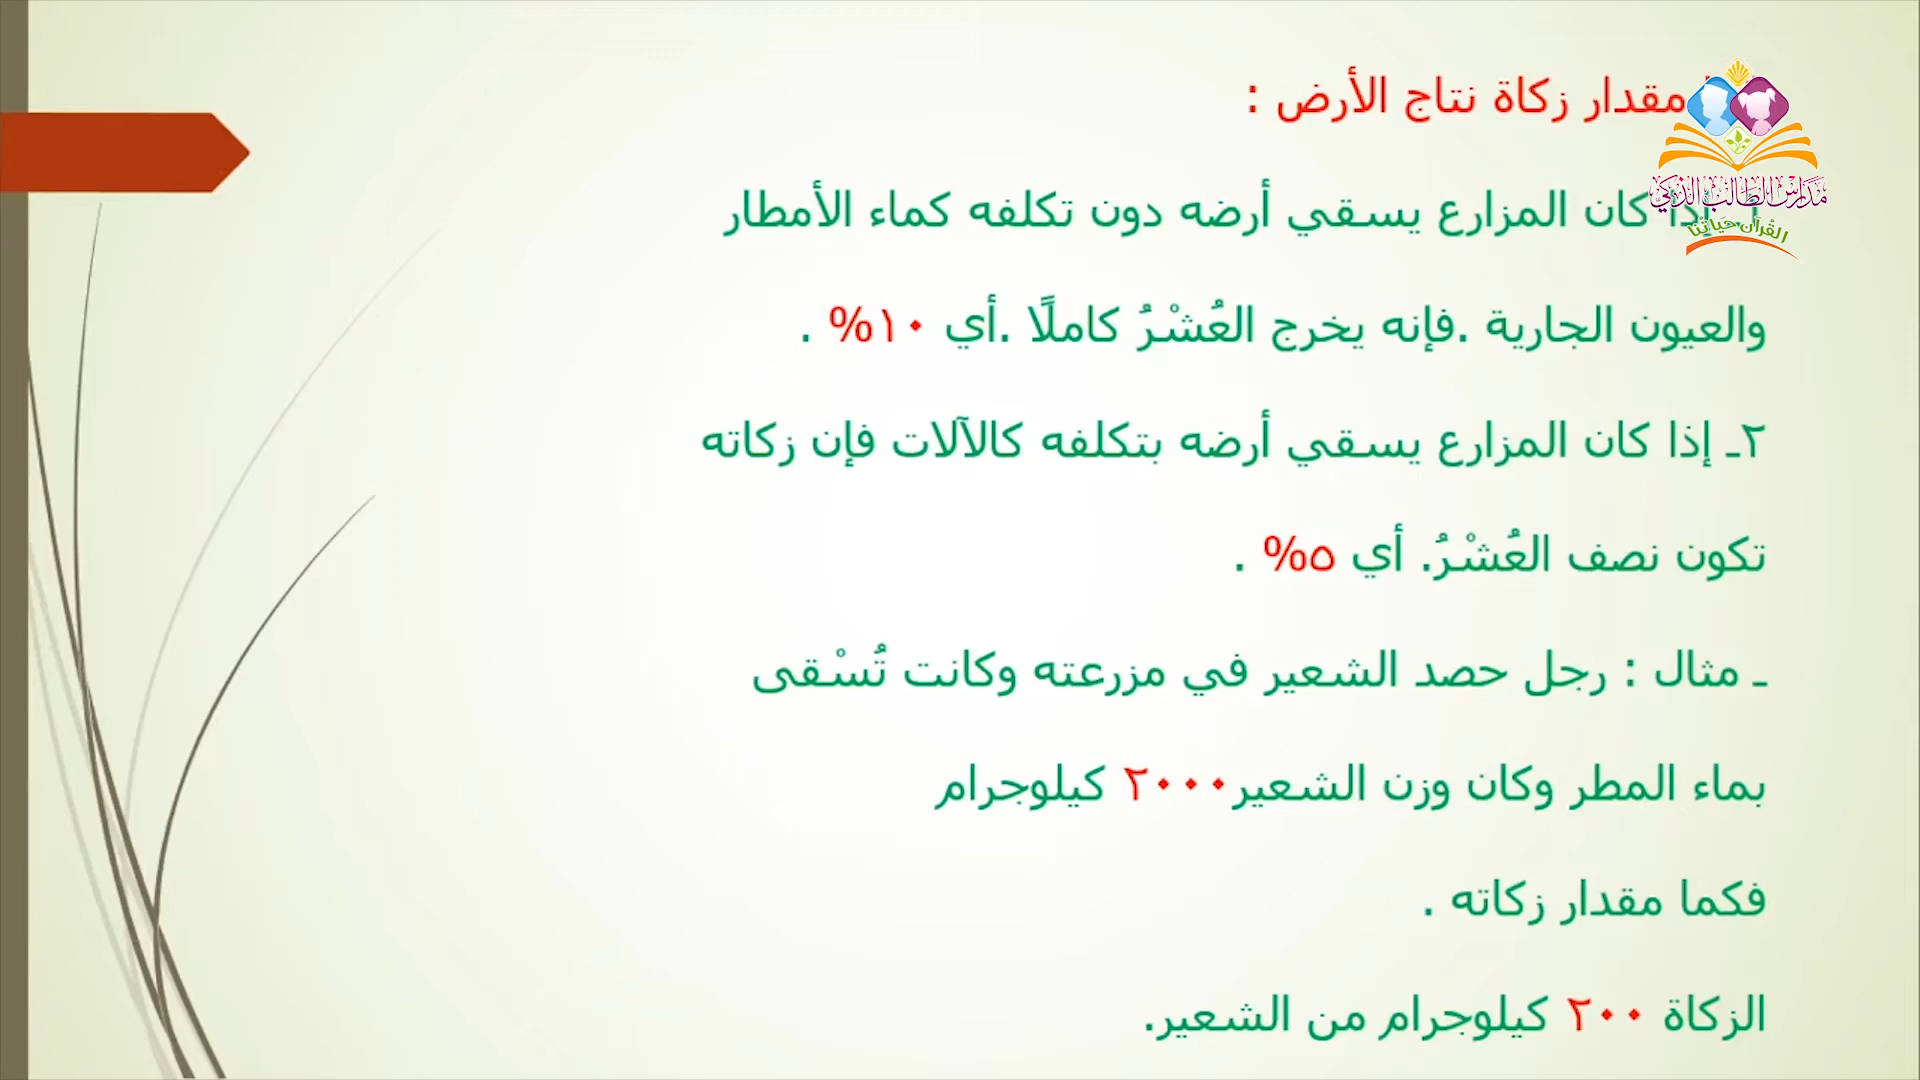 مقدار زكاة نتاج الأرض :
مدارس الطالب الذكي
القرآن حياتنا
إذا كان المزارع يسقي أرضه دون تكلفه كماء الأمطار
والعيون الجارية .فإنه يخرج العُشْرُ كاملًا .أي ١٠% .
٢ـ إذا كان المزارع يسقي أرضه بتكلفه كالآلات فإن زكاته
تكون نصف العُشْرُ. أي ٥% .
ـ مثال : رجل حصد الشعير في مزرعته وكانت تُسْقى
بماء المطر وكان وزن الشعير٢٠٠٠ كيلوجرام
فكما مقدار زكاته .
الزكاة ٢٠٠ كيلوجرام من الشعير.